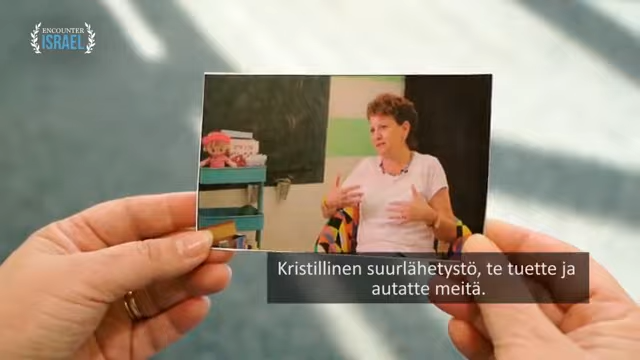 ENCOUNTER
ISRAEL
Kristillinen suurlähetystö, te tuette ja
autatte meitä.